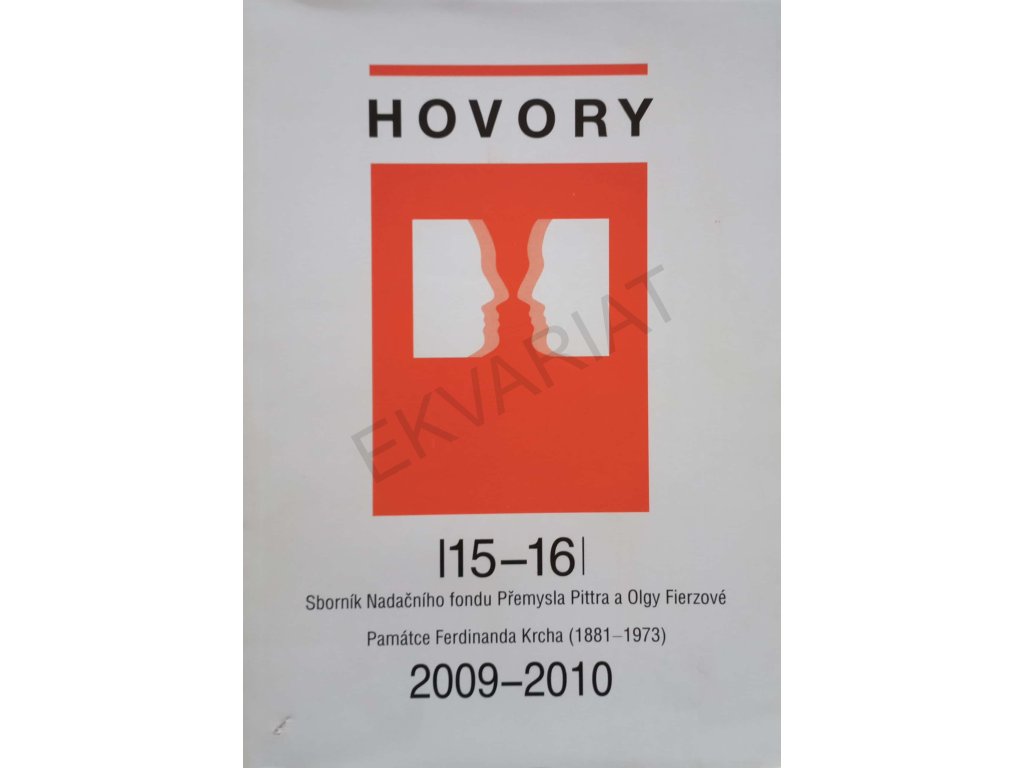 HOVORY
EKVARIAT
|15–16|
Sborník Nadačního fondu Přemysla Pittra a Olgy Fierzové
Památce Ferdinanda Krcha (1881–1973)
2009–2010